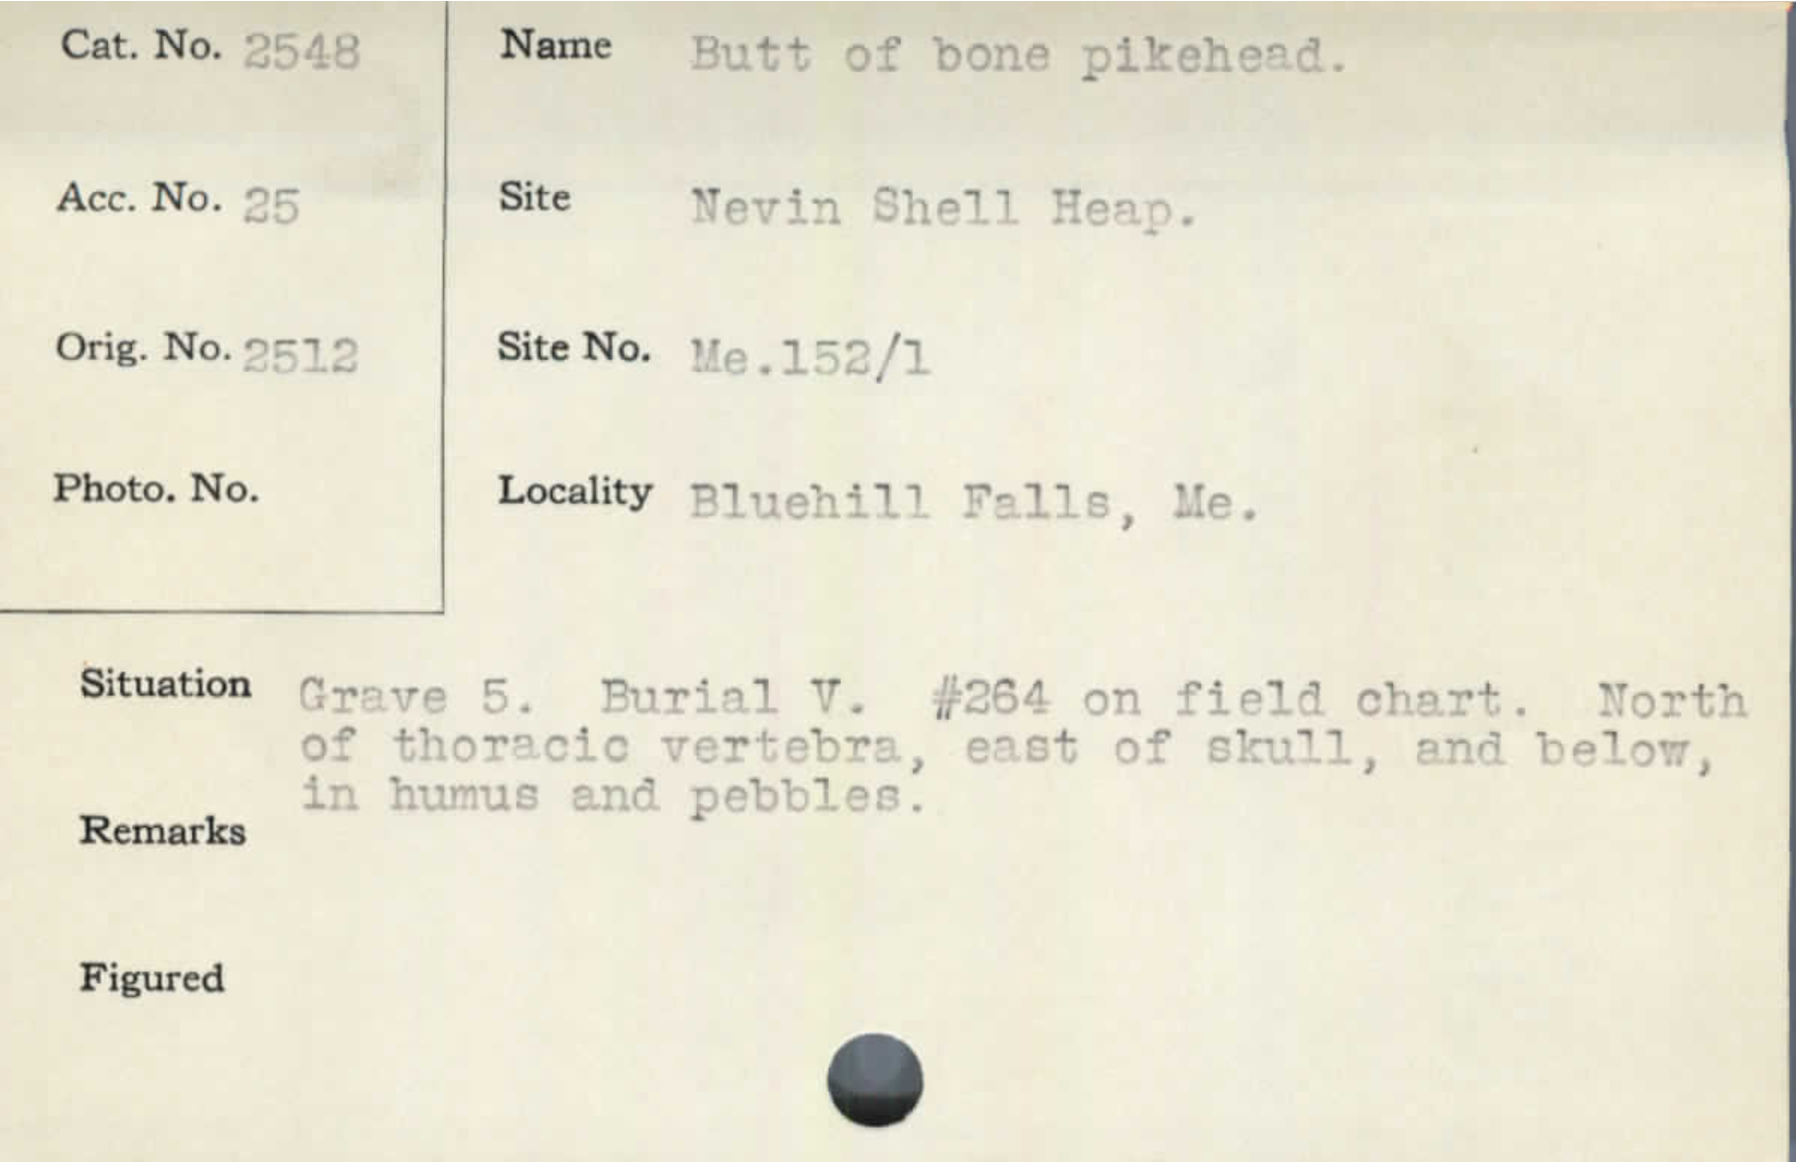 Cat. No. 2548
Name Butt of bone pikehead.
Acc. No. 25
Site Nevin Shell Heap.
Orig. No. 2512
Site No. Me.152/1
Photo. No.
Locality Bluehill Falls, Me.
Situation Grave 5. Burial V. #264 on field chart. North
of thoracic vertebra, east of skull, and below,
in humus and pebbles.
Remarks
Figured